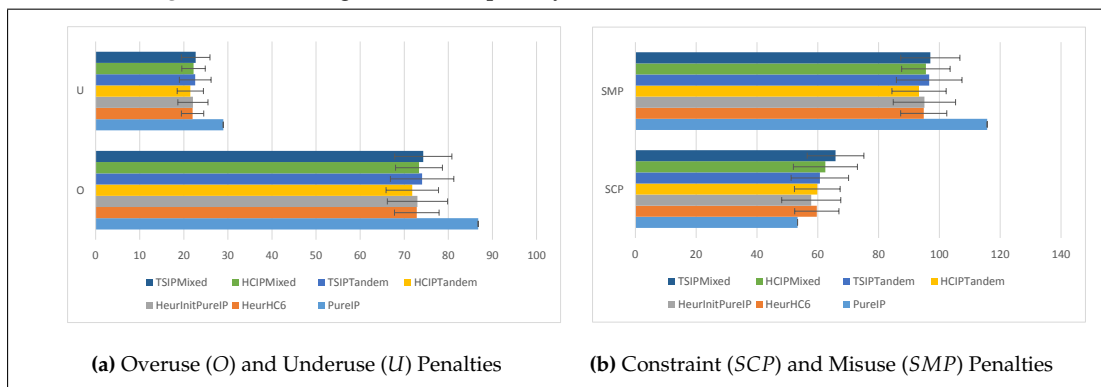 U
O
0 10 20 30 40 50 60 70 80 90 100
TSIPMixed HCIPMixed TSIPTandem HCIPTandem
HeurInitPureIP HeurHC6 PureIP
(a) Overuse (O) and Underuse (U) Penalties
SMP
SCP
0 20 40 60 80 100 120 140
TSIPMixed HCIPMixed TSIPTandem HCIPTandem
HeurInitPureIP HeurHC6 PureIP
(b) Constraint (SCP) and Misuse (SMP) Penalties